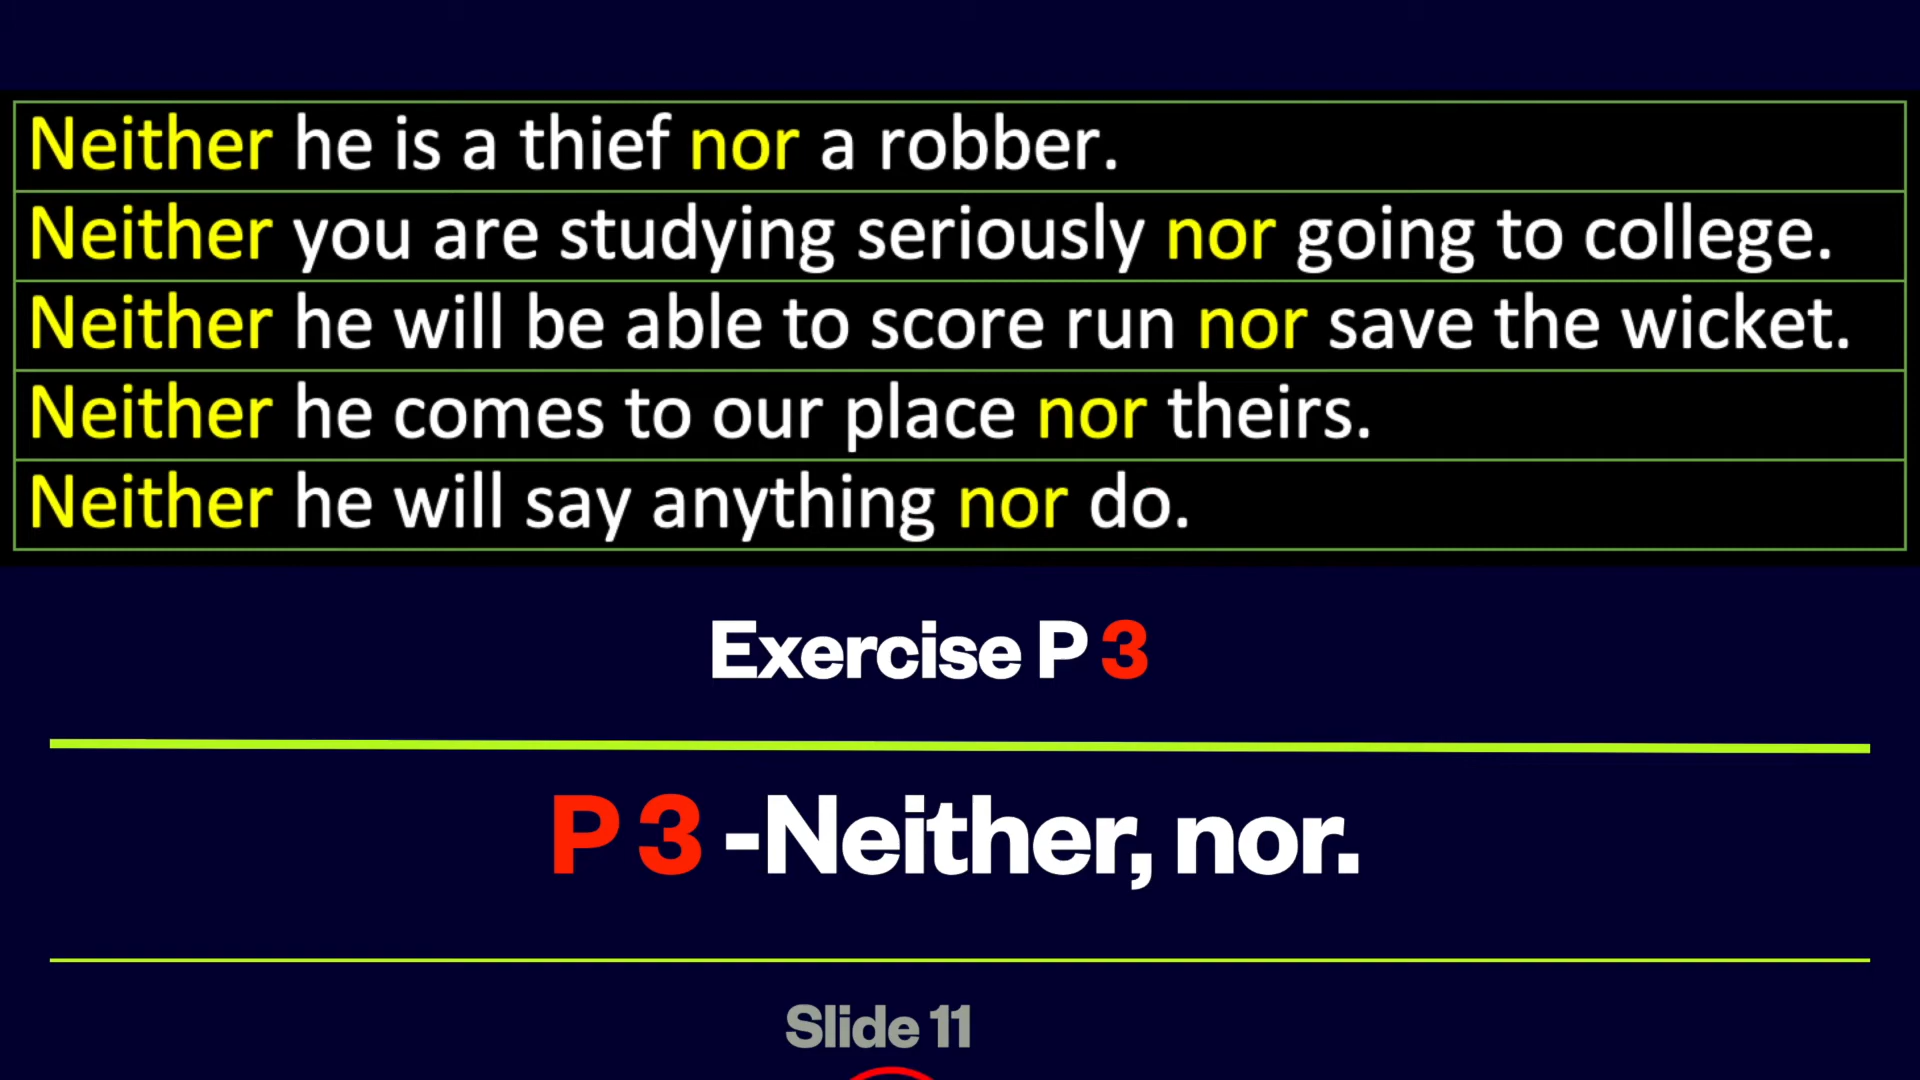 Neither he is a thief nor a robber.
Neither you are studying seriously nor going to college.
Neither he will be able to score run nor save the wicket.
Neither he comes to our place nor theirs.
Neither he will say anything nor do.
Exercise P 3
P 3 -Neither, nor.
Slide 11